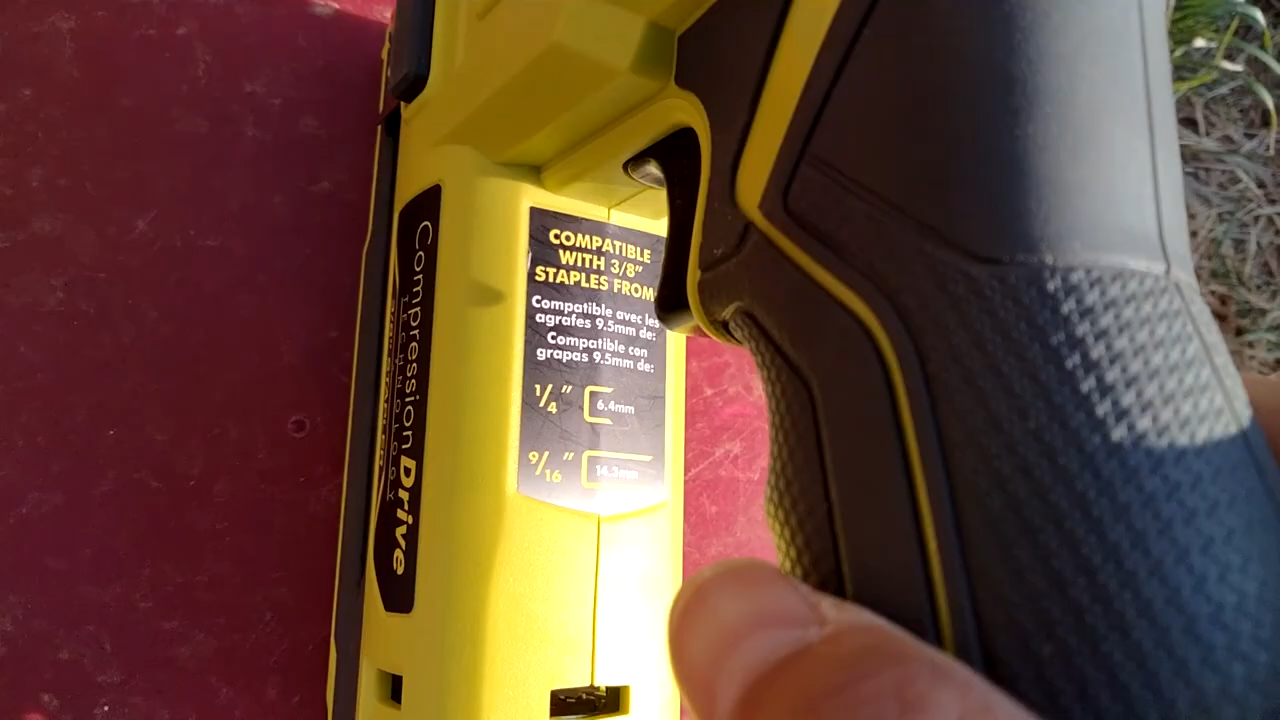 COMPATIBLE
WITH 3/8"
STAPLES FROM
Compatible avec les
agrafes 9.5mm de:
Compatible con
grapas 9.5mm de:
1/4" 6.4mm
9/16" 14.3mm
CompressionDrive
TECHNOLOGY